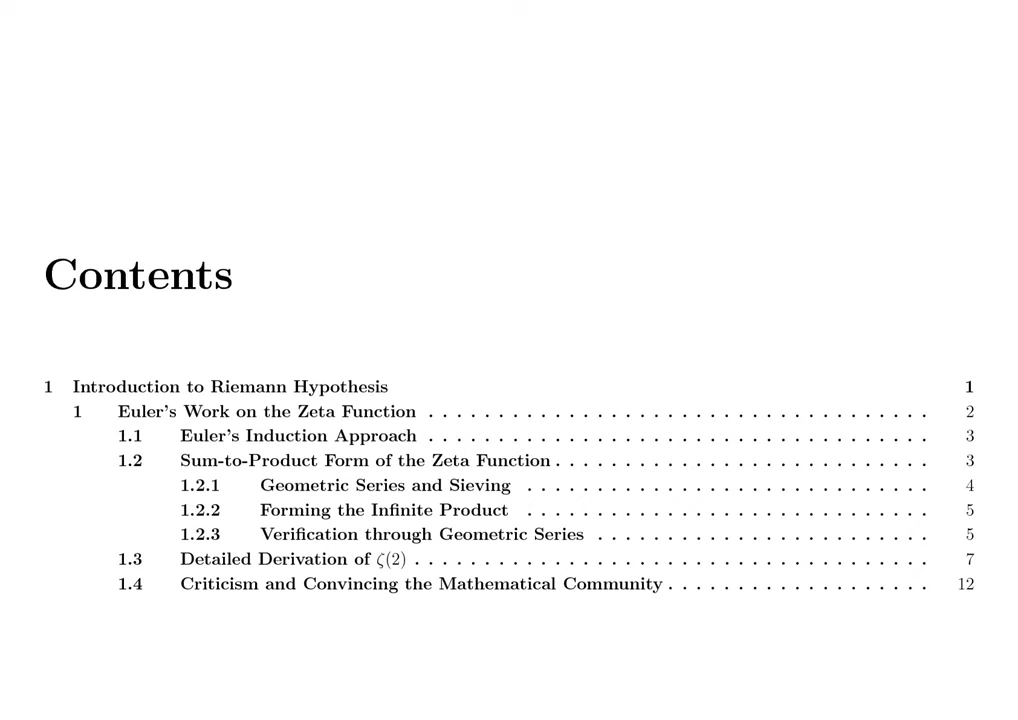 Contents
1 Introduction to Riemann Hypothesis 1
1 Euler's Work on the Zeta Function . . . . . . . . . . . . . . . . . . . . . . . . . . . . . . . . . . . . 2
1.1 Euler's Induction Approach . . . . . . . . . . . . . . . . . . . . . . . . . . . . . . . . . . . . 3
1.2 Sum-to-Product Form of the Zeta Function . . . . . . . . . . . . . . . . . . . . . . . . . . . 3
1.2.1 Geometric Series and Sieving . . . . . . . . . . . . . . . . . . . . . . . . . . . . . 4
1.2.2 Forming the Infinite Product . . . . . . . . . . . . . . . . . . . . . . . . . . . . . 5
1.2.3 Verification through Geometric Series . . . . . . . . . . . . . . . . . . . . . . . . 5
1.3 Detailed Derivation of ζ(2) . . . . . . . . . . . . . . . . . . . . . . . . . . . . . . . . . . . . . 7
1.4 Criticism and Convincing the Mathematical Community . . . . . . . . . . . . . . . . . . . 12